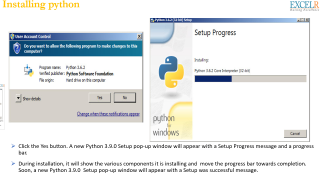 Installing python
EXCELR
User Account Control
Do you want to allow the following program to make changes to this computer?
Program name: Python 3.6.2
Verified publisher: Python Software Foundation
File origin: Hard drive on this computer
Show details
Yes
No
Change when these notifications appear
Python 3.6.2 (32-bit) Setup
Setup Progress
Installing:
Python 3.6.2 Core Interpreter (32-bit)
python
for
windows
Cancel
Click the Yes button, A new Python 3.9.0 Setup pop-up window will appear with a Setup Progress message and a progress bar.
During installation, it will show the various components it is installing and move the progress bar towards completion. Soon, a new Python 3.9.0 Setup pop-up window will appear with a Setup was successful message.